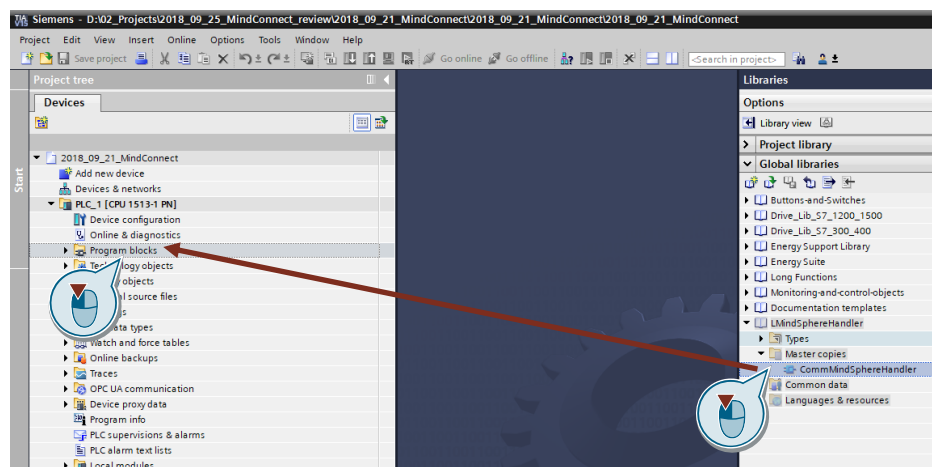 Siemens - D:\02_Projects\2018_09_25_MindConnect_review\2018_09_21_MindConnect\2018_09_21_MindConnect\2018_09_21_MindConnect
Project Edit View Insert Online Options Tools Window Help
Save project Go online Go offline <Search in project>
Project tree
Devices
Start
2018_09_21_MindConnect
Add new device
Devices & networks
PLC_1 [CPU 1513-1 PN]
Device configuration
Online & diagnostics
Program blocks
objects
objects
source files
types
Watch and force tables
Online backups
Traces
OPC UA communication
Device proxy data
Program info
PLC supervisions & alarms
PLC alarm text lists
Local modules
Libraries
Options
Library view
Project library
Global libraries
Buttons-and-Switches
Drive_Lib_S7_1200_1500
Drive_Lib_S7_300_400
Energy Support Library
Energy Suite
Long Functions
Monitoring-and-control-objects
Documentation templates
LMindSphereHandler
Types
Master copies
CommMindSphereHandler
Common data
Languages & resources